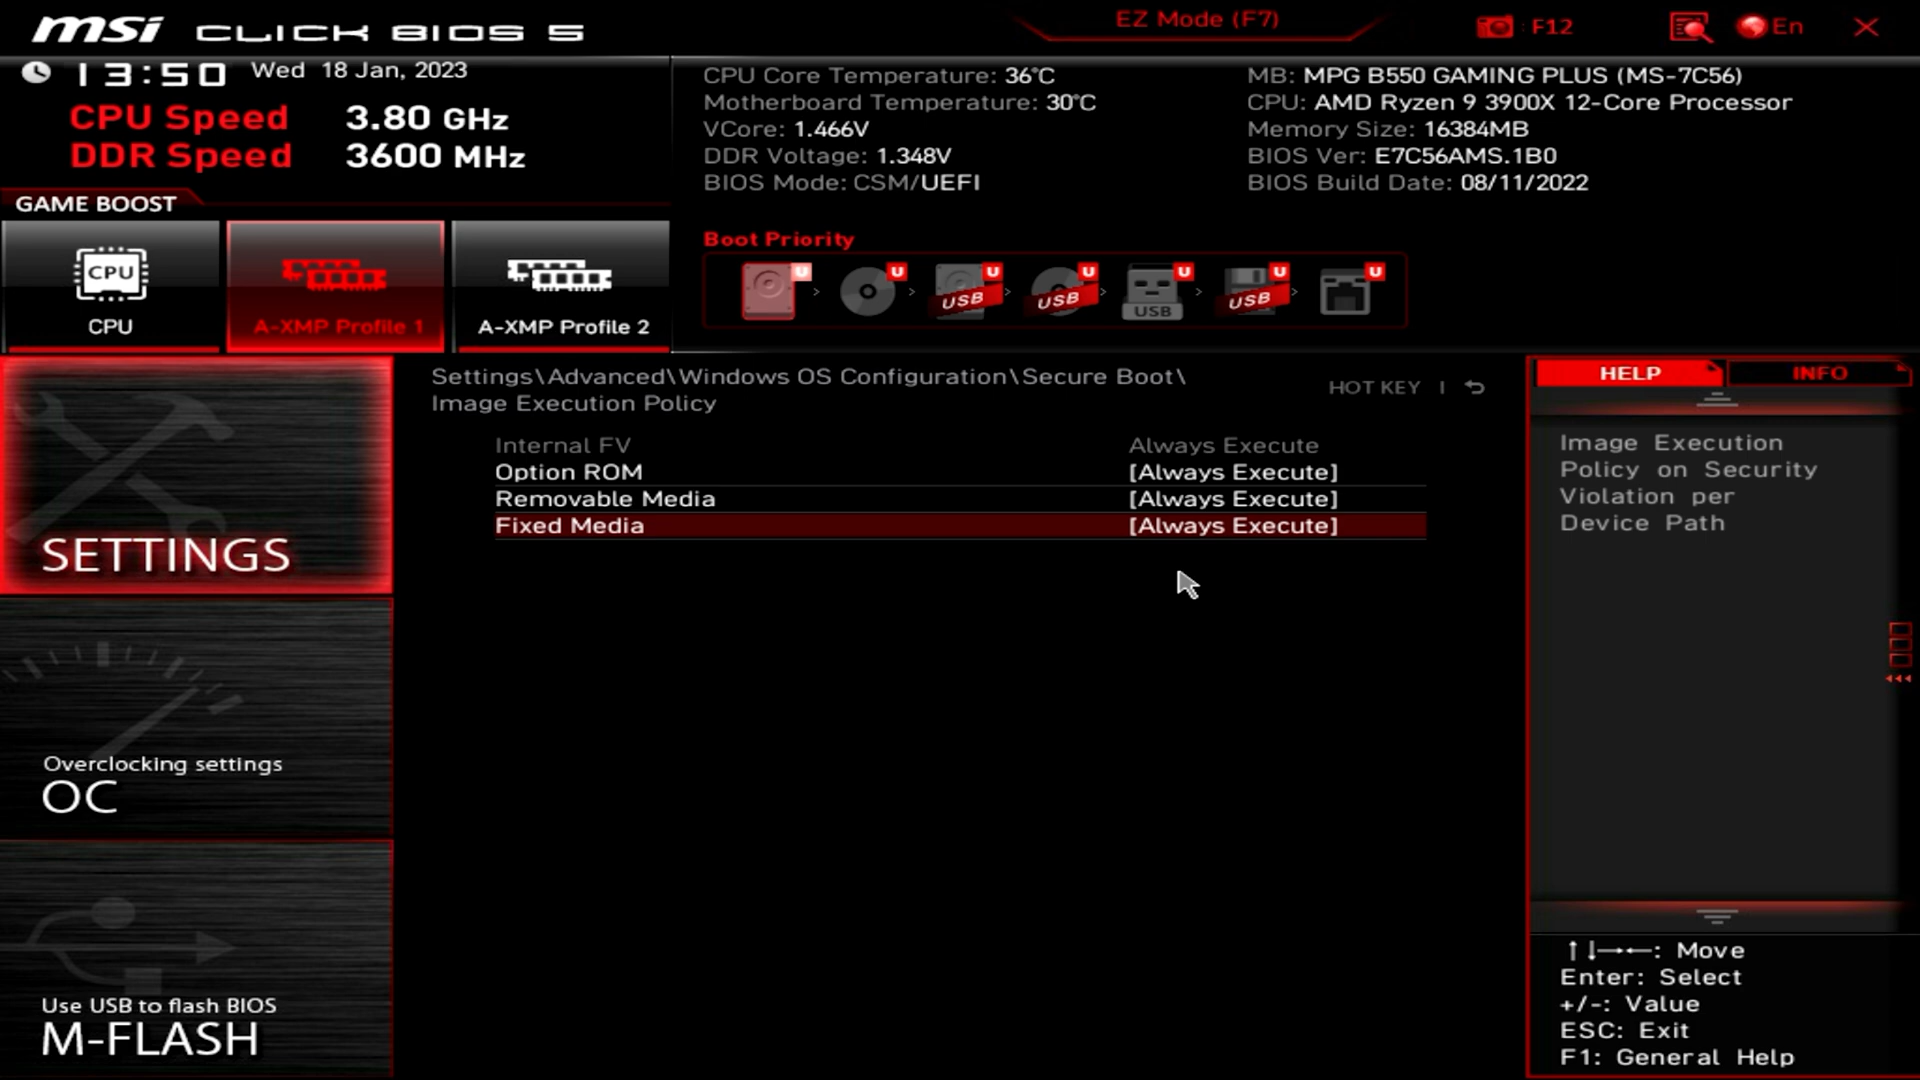 msi CLICK BIOS 5
EZ Mode (F7)
: F12
En
13:50 Wed 18 Jan, 2023
CPU Speed 3.80 GHz
DDR Speed 3600 MHz
CPU Core Temperature: 36°C
Motherboard Temperature: 30°C
VCore: 1.466V
DDR Voltage: 1.348V
BIOS Mode: CSM/UEFI
MB: MPG B550 GAMING PLUS (MS-7C56)
CPU: AMD Ryzen 9 3900X 12-Core Processor
Memory Size: 16384MB
BIOS Ver: E7C56AMS.1B0
BIOS Build Date: 08/11/2022
GAME BOOST
CPU
CPU
A-XMP Profile 1
A-XMP Profile 2
Boot Priority
U U U U U U U
USB USB USB USB
SETTINGS
Overclocking settings
OC
Use USB to flash BIOS
M-FLASH
Settings\Advanced\Windows OS Configuration\Secure Boot\
Image Execution Policy
HOT KEY |
Internal FV Always Execute
Option ROM [Always Execute]
Removable Media [Always Execute]
Fixed Media [Always Execute]
HELP INFO
Image Execution
Policy on Security
Violation per
Device Path
↑↓→←: Move
Enter: Select
+/-: Value
ESC: Exit
F1: General Help